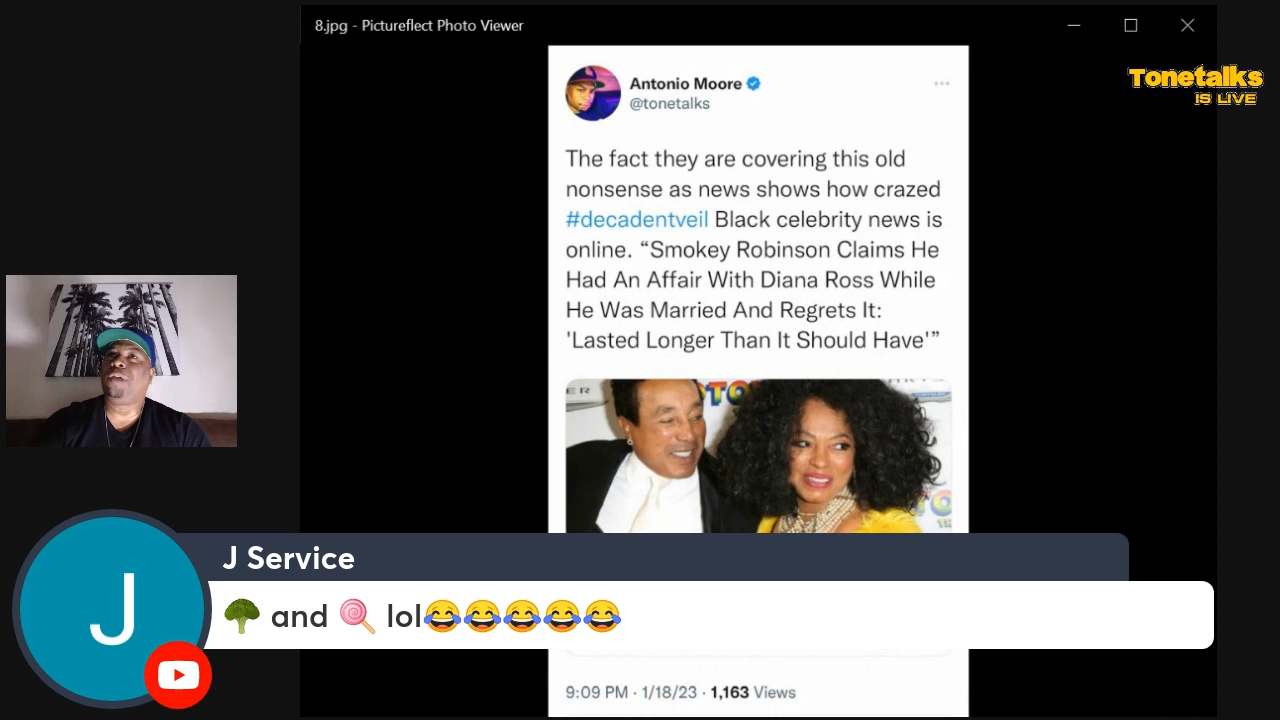 8.jpg - Pictureflect Photo Viewer
Tonetalks
IS LIVE
Antonio Moore
@tonetalks
The fact they are covering this old
nonsense as news shows how crazed
#decadentveil Black celebrity news is
online. “Smokey Robinson Claims He
Had An Affair With Diana Ross While
He Was Married And Regrets It:
'Lasted Longer Than It Should Have'”
ER
J Service
J
🥦 and 🍭 lol😂😂😂😂😂
9:09 PM · 1/18/23 · 1,163 Views